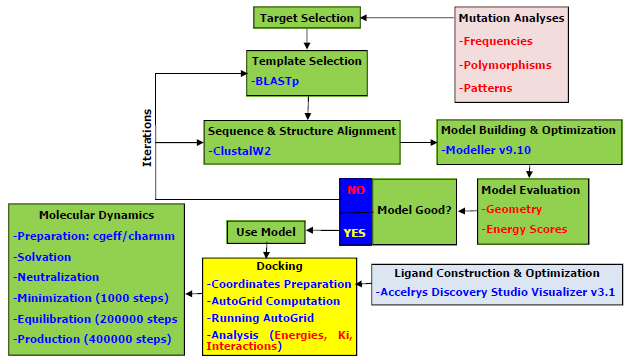 Target Selection
Mutation Analyses
-Frequencies
-Polymorphisms
-Patterns
Template Selection
-BLASTp
Iterations
Sequence & Structure Alignment
-ClustalW2
Model Building & Optimization
-Modeller v9.10
Model Evaluation
-Geometry
-Energy Scores
NO
YES
Model Good?
Use Model
Molecular Dynamics
-Preparation: cgeff/charmm
-Solvation
-Neutralization
-Minimization (1000 steps)
-Equilibration (200000 steps
-Production (400000 steps)
Docking
-Coordinates Preparation
-AutoGrid Computation
-Running AutoGrid
-Analysis (Energies, Ki,
Interactions)
Ligand Construction & Optimization
-Accelrys Discovery Studio Visualizer v3.1